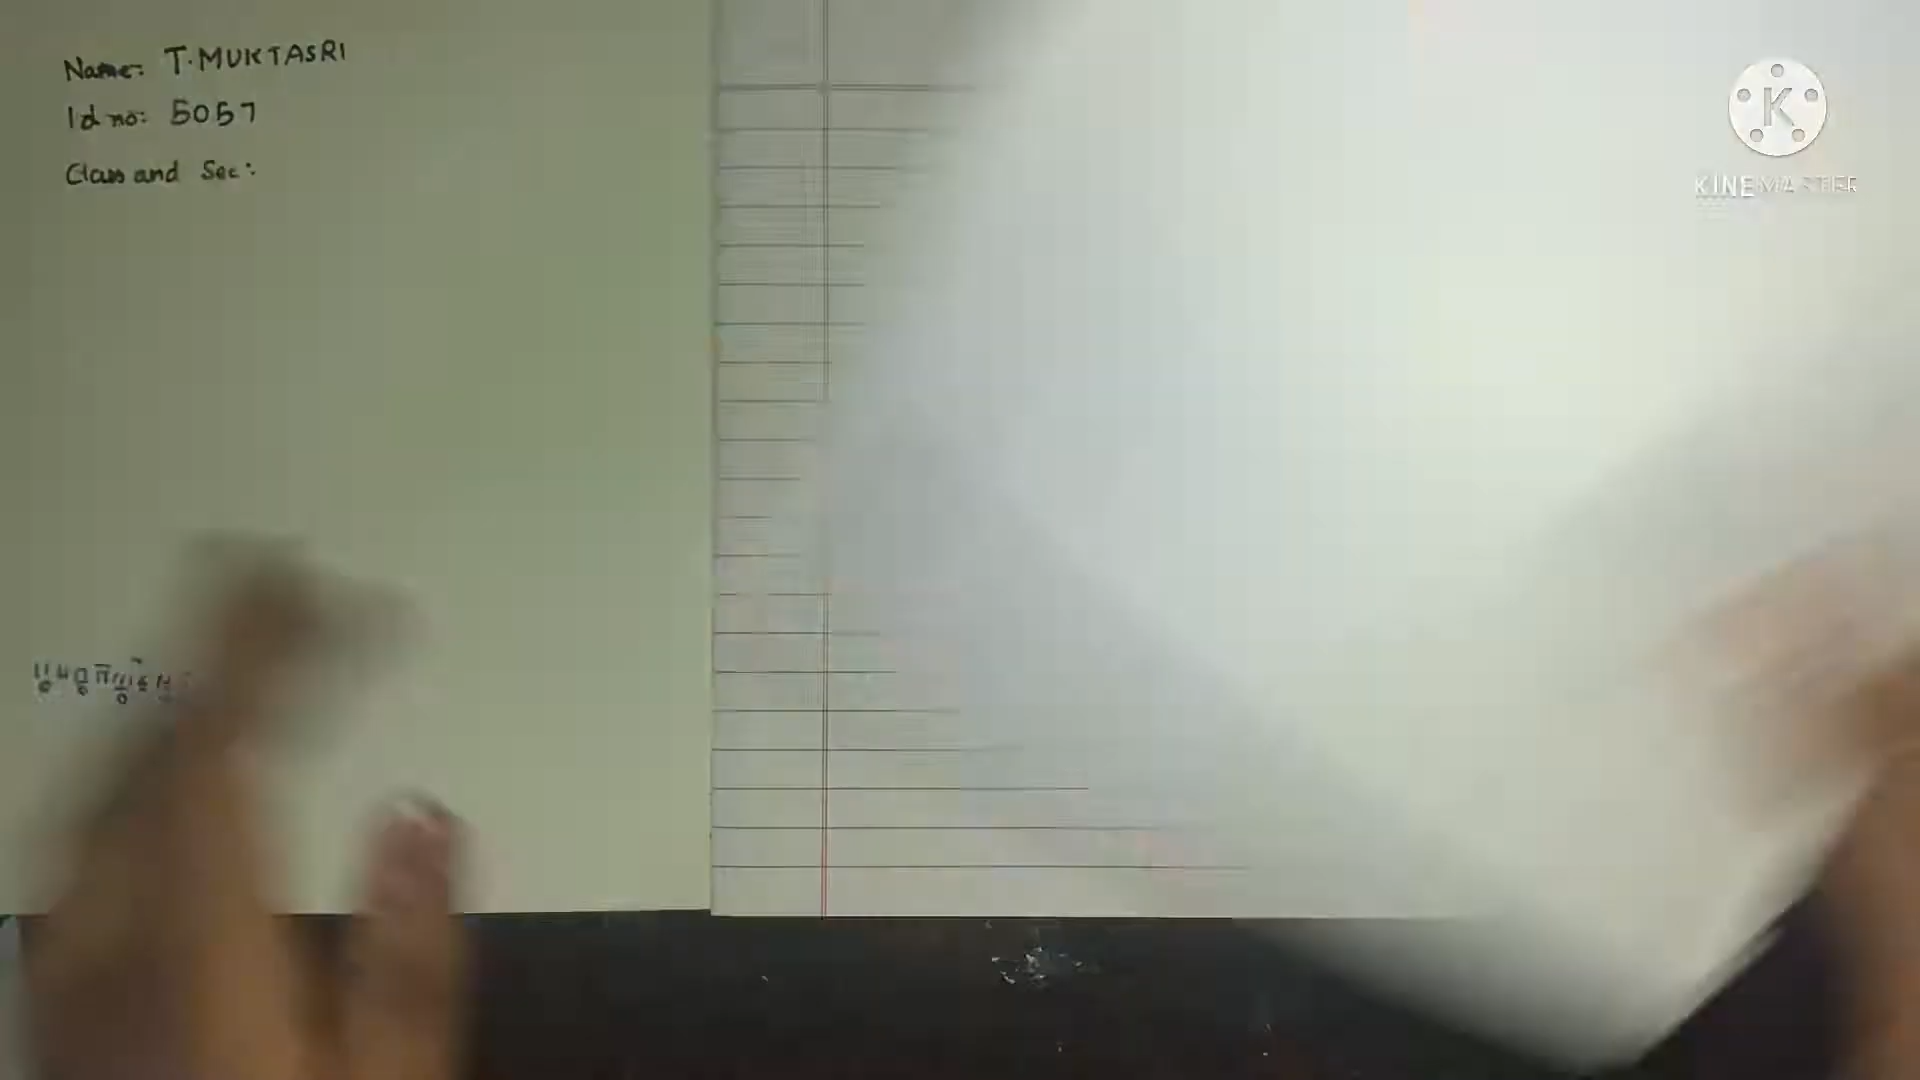 Name: T. MUKTASRI
Id no: 5057
Class and Sec:
KINEMASTER